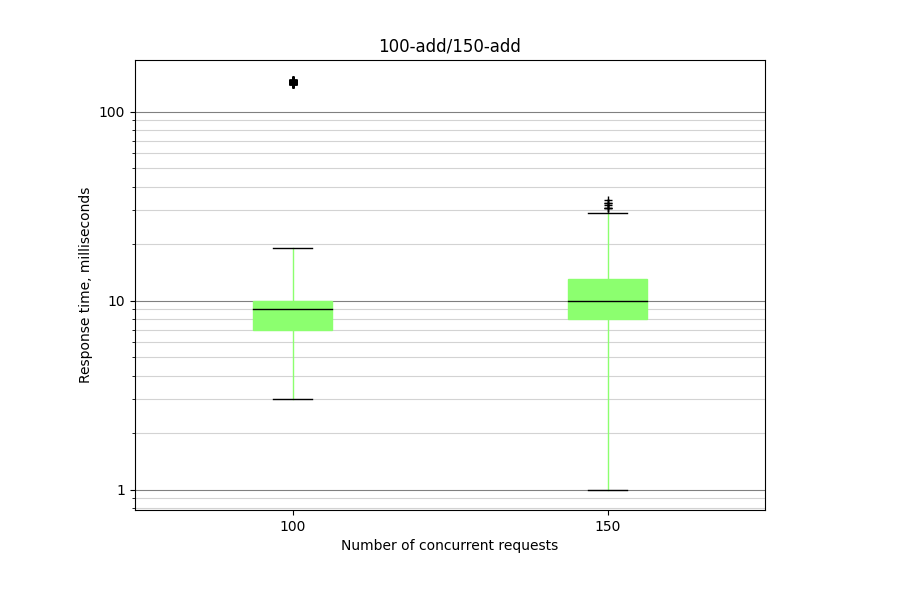 100-add/150-add
Response time, milliseconds
100
10
1
100
150
Number of concurrent requests